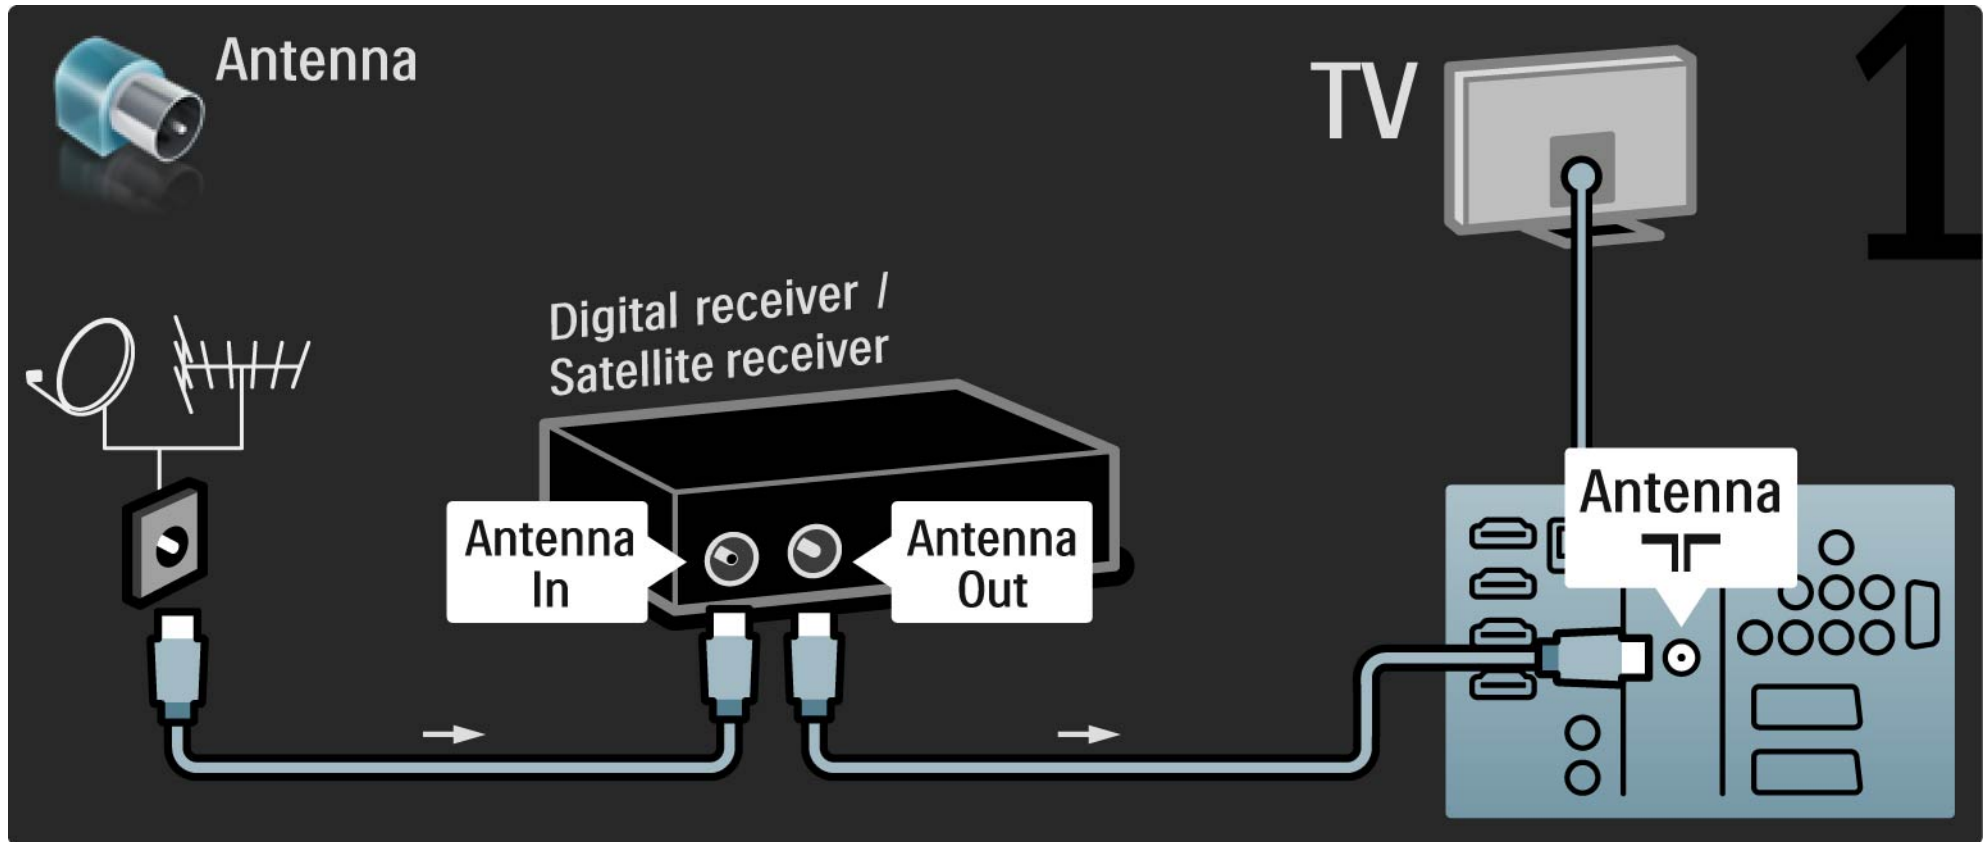 Antenna
TV
1
Digital receiver /
Satellite receiver
Antenna
In
Antenna
Out
Antenna